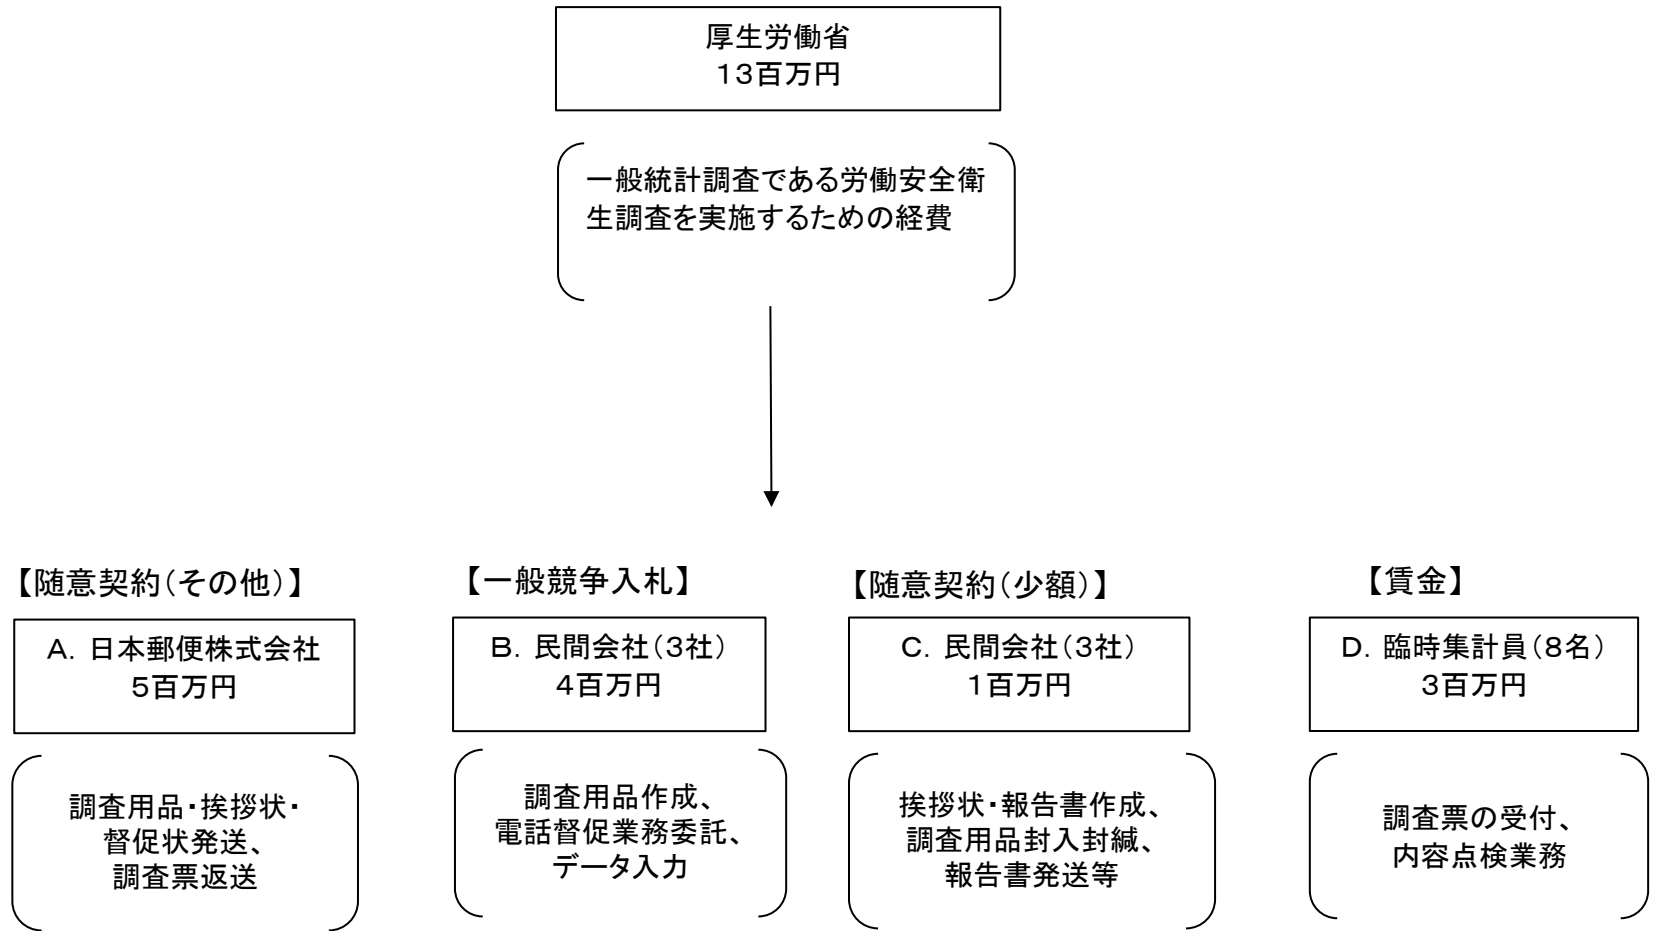 厚生労働省
13百万円
一般統計調査である労働安全衛
生調査を実施するための経費
【随意契約(その他)】
A. 日本郵便株式会社
5百万円
調査用品・挨拶状・
督促状発送、
調査票返送
【一般競争入札】
B. 民間会社(3社)
4百万円
調査用品作成、
電話督促業務委託、
データ入力
【随意契約(少額)】
C. 民間会社(3社)
1百万円
挨拶状・報告書作成、
調査用品封入封緘、
報告書発送等
【賃金】
D. 臨時集計員(8名)
3百万円
調査票の受付、
内容点検業務